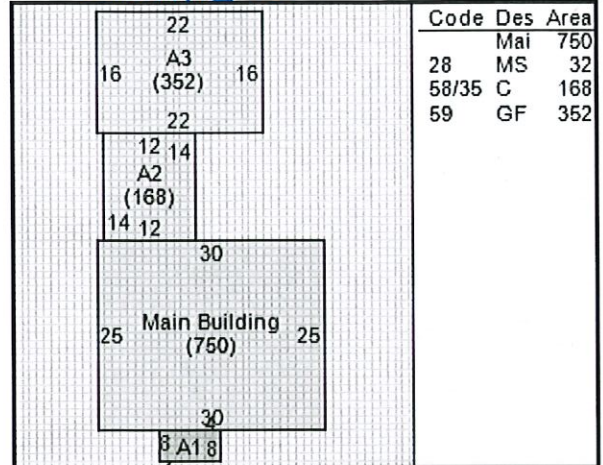 22
A3
16 (352) 16
22
12 14
A2
(168)
14 12
30
Main Building
25 (750) 25
30
8 A1 8
Code Des Area
Mai 750
28 MS 32
58/35 C 168
59 GF 352